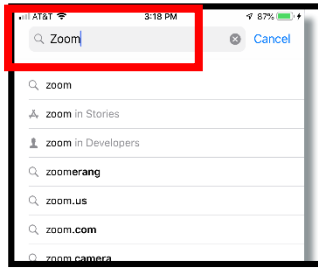 AT&T 3:18 PM 87%
Zoom Cancel
zoom
zoom in Stories
zoom in Developers
zoomerang
zoom.us
zoom.com
zoom camera